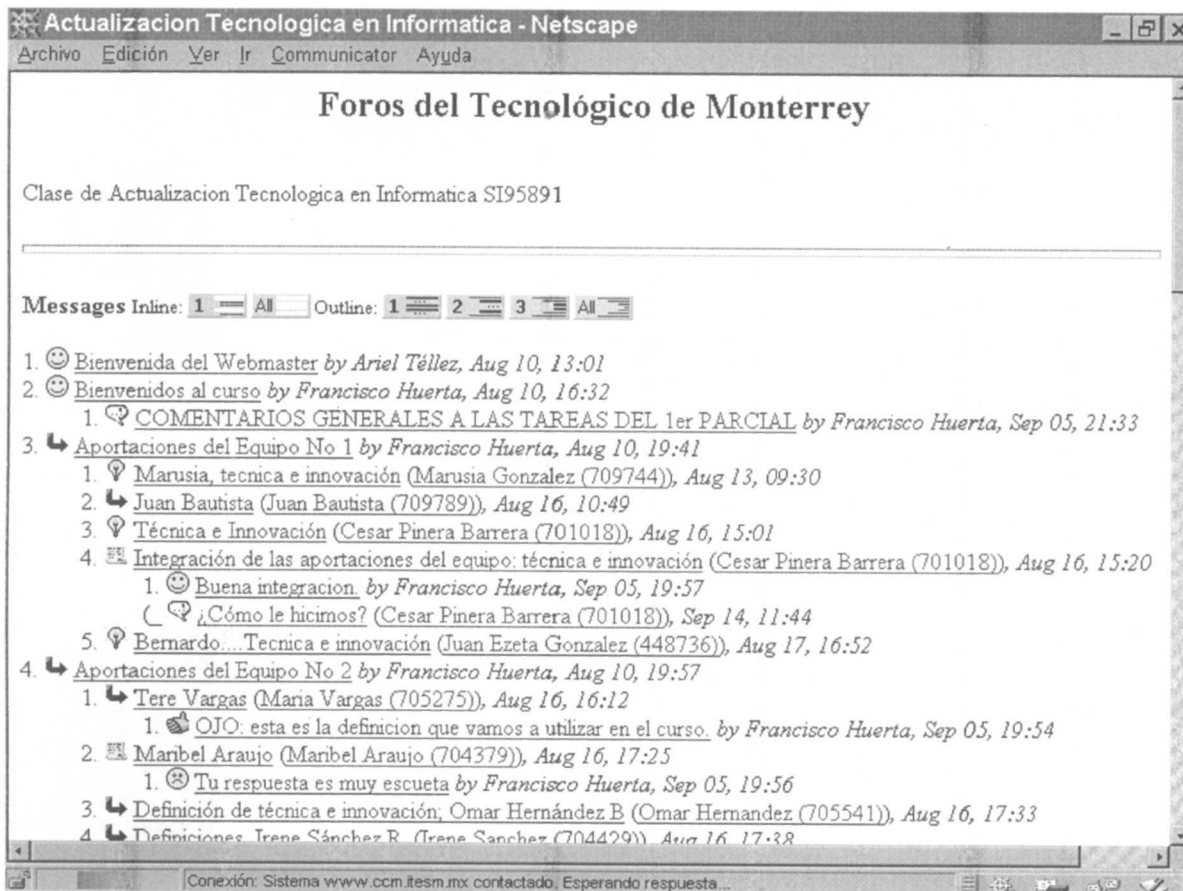 Actualizacion Tecnologica en Informatica - Netscape
Archivo Edición Ver Ir Communicator Ayuda
Foros del Tecnológico de Monterrey
Clase de Actualizacion Tecnologica en Informatica SI95891
Messages Inline: 1 All Outline: 1 2 3 All
1. Bienvenida del Webmaster by Ariel Téllez, Aug 10, 13:01
2. Bienvenidos al curso by Francisco Huerta, Aug 10, 16:32
1. COMENTARIOS GENERALES A LAS TAREAS DEL 1er PARCIAL by Francisco Huerta, Sep 05, 21:33
3. Aportaciones del Equipo No 1 by Francisco Huerta, Aug 10, 19:41
1. Marusia, tecnica e innovación (Marusia Gonzalez (709744)), Aug 13, 09:30
2. Juan Bautista (Juan Bautista (709789)), Aug 16, 10:49
3. Técnica e Innovación (Cesar Pinera Barrera (701018)), Aug 16, 15:01
4. Integración de las aportaciones del equipo: técnica e innovación (Cesar Pinera Barrera (701018)), Aug 16, 15:20
1. Buena integracion. by Francisco Huerta, Sep 05, 19:57
(_ ¿Cómo le hicimos? (Cesar Pinera Barrera (701018)), Sep 14, 11:44
5. Bernardo....Tecnica e innovación (Juan Ezeta Gonzalez (448736)), Aug 17, 16:52
4. Aportaciones del Equipo No 2 by Francisco Huerta, Aug 10, 19:57
1. Tere Vargas (Maria Vargas (705275)), Aug 16, 16:12
1. OJO: esta es la definicion que vamos a utilizar en el curso. by Francisco Huerta, Sep 05, 19:54
2. Maribel Araujo (Maribel Araujo (704379)), Aug 16, 17:25
1. Tu respuesta es muy escueta by Francisco Huerta, Sep 05, 19:56
3. Definición de técnica e innovación; Omar Hernández B (Omar Hernandez (705541)), Aug 16, 17:33
4. Definiciones. Irene Sánchez R. (Irene Sanchez (704429)), Aug 16, 17:38
Conexión: Sistema www.ccm.itesm.mx contactado. Esperando respuesta...